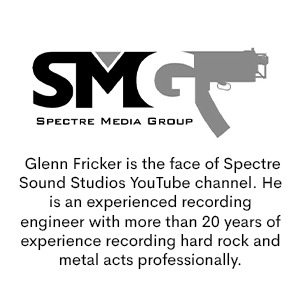 SMG
SPECTRE MEDIA GROUP
Glenn Fricker is the face of Spectre
Sound Studios YouTube channel. He
is an experienced recording
engineer with more than 20 years of
experience recording hard rock and
metal acts professionally.